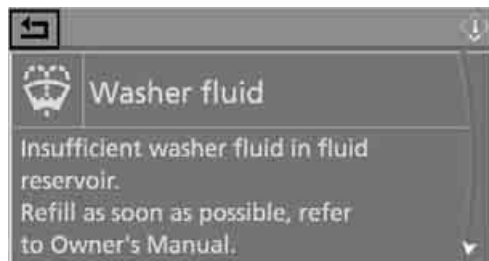 Washer fluid
Insufficient washer fluid in fluid
reservoir.
Refill as soon as possible, refer
to Owner's Manual.